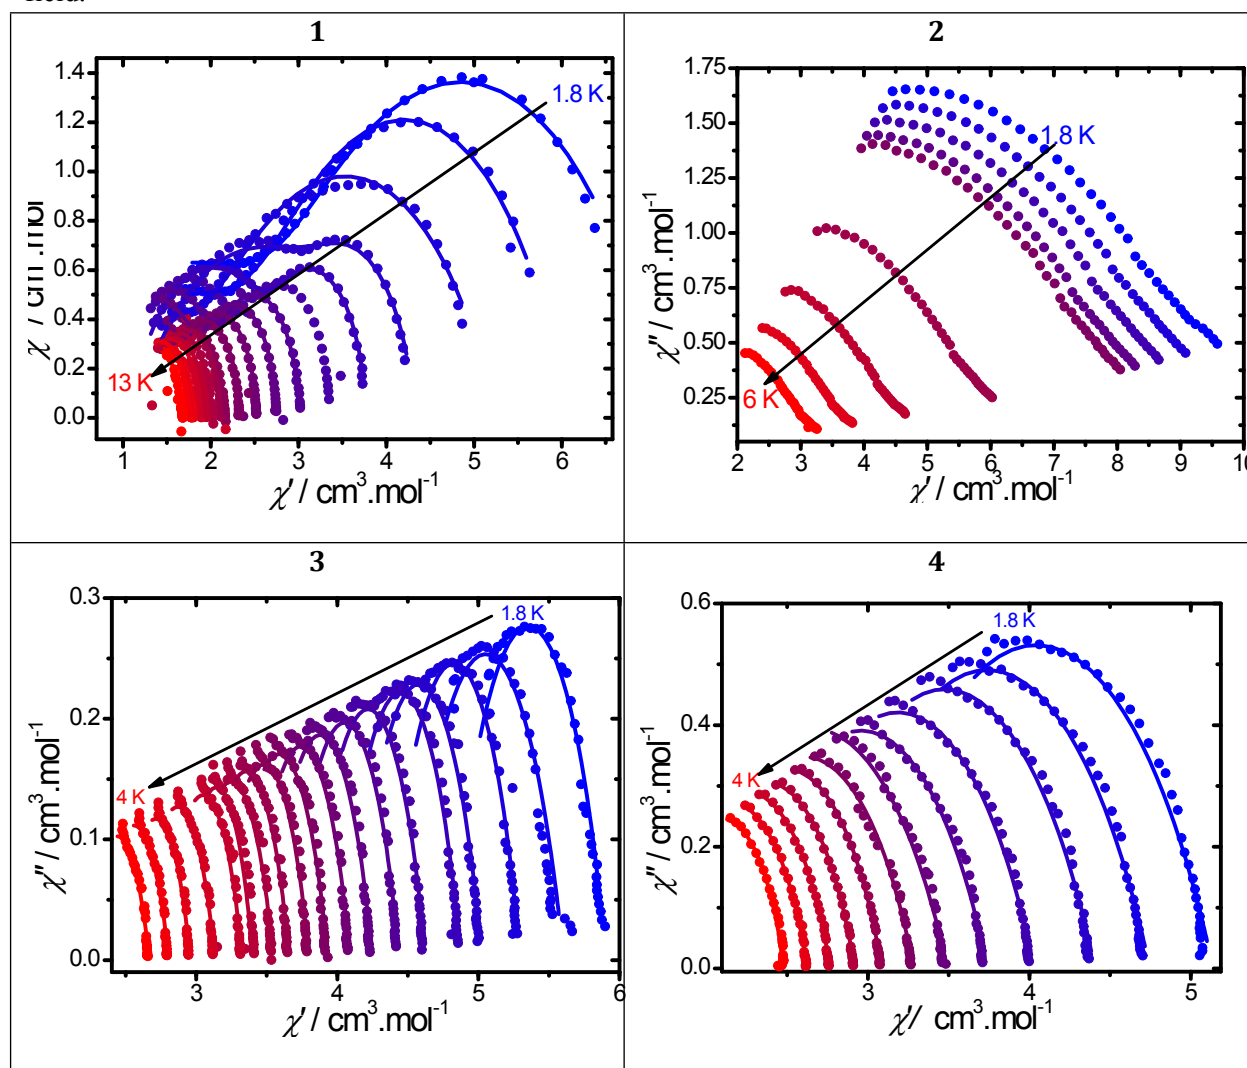 1
1.4
1.2
1.0
0.8
0.6
0.4
0.2
0.0
1.8 K
13 K
1 2 3 4 5 6
χ' / cm³.mol⁻¹
2
χ'' / cm³.mol⁻¹
1.75
1.50
1.25
1.00
0.75
0.50
0.25
1.8 K
6 K
2 3 4 5 6 7 8 9
χ' / cm³.mol⁻¹
3
χ'' / cm³.mol⁻¹
0.3
0.2
0.1
0.0
1.8 K
4 K
3 4 5 6
χ' / cm³.mol⁻¹
4
χ'' / cm³.mol⁻¹
0.6
0.4
0.2
0.0
1.8 K
4 K
3 4 5
χ'/ cm³.mol⁻¹